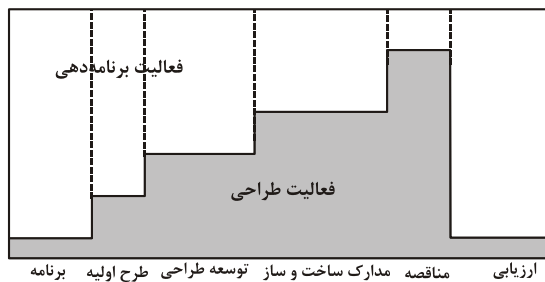 فعالیت برنامه‌دهی
فعالیت طراحی
برنامه
طرح اولیه
توسعه طراحی
مدارک ساخت و ساز
مناقصه
ارزیابی